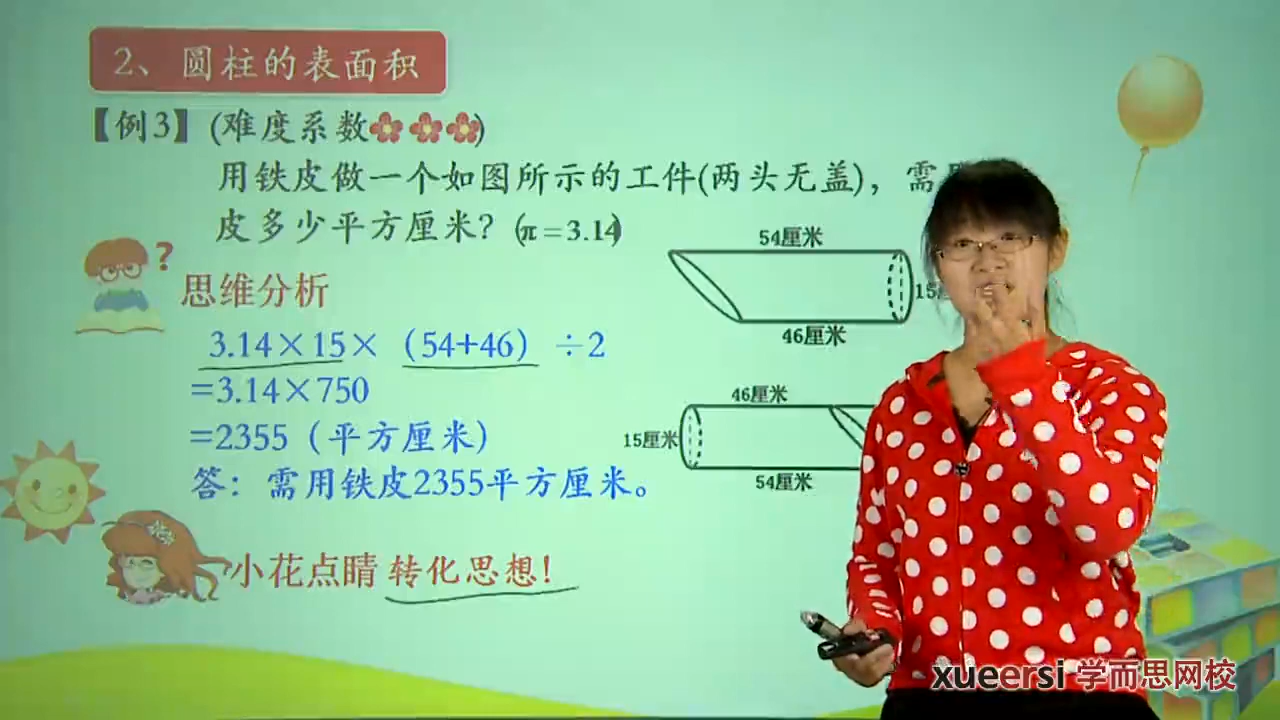 2、圆柱的表面积
【例3】(难度系数)
用铁皮做一个如图所示的工件(两头无盖)，需
皮多少平方厘米？(π=3.14)
思维分析
3.14×15×（54+46）÷2
=3.14×750
=2355（平方厘米）
答：需用铁皮2355平方厘米。
小花点晴 转化思想！
54厘米
15
46厘米
46厘米
15厘米
54厘米
xueersi 学而思网校